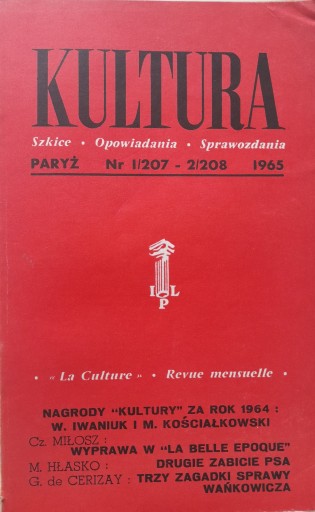 KULTURA
Szkice • Opowiadania • Sprawozdania
PARYŻ Nr 1/207 - 2/208 1965
I L
P
• « La Culture » • Revue mensuelle •
NAGRODY "KULTURY" ZA ROK 1964 :
W. IWANIUK I M. KOŚCIAŁKOWSKI
Cz. MIŁOSZ :
WYPRAWA W "LA BELLE EPOQUE"
M. HŁASKO : DRUGIE ZABICIE PSA
G. de CERIZAY : TRZY ZAGADKI SPRAWY
WAŃKOWICZA